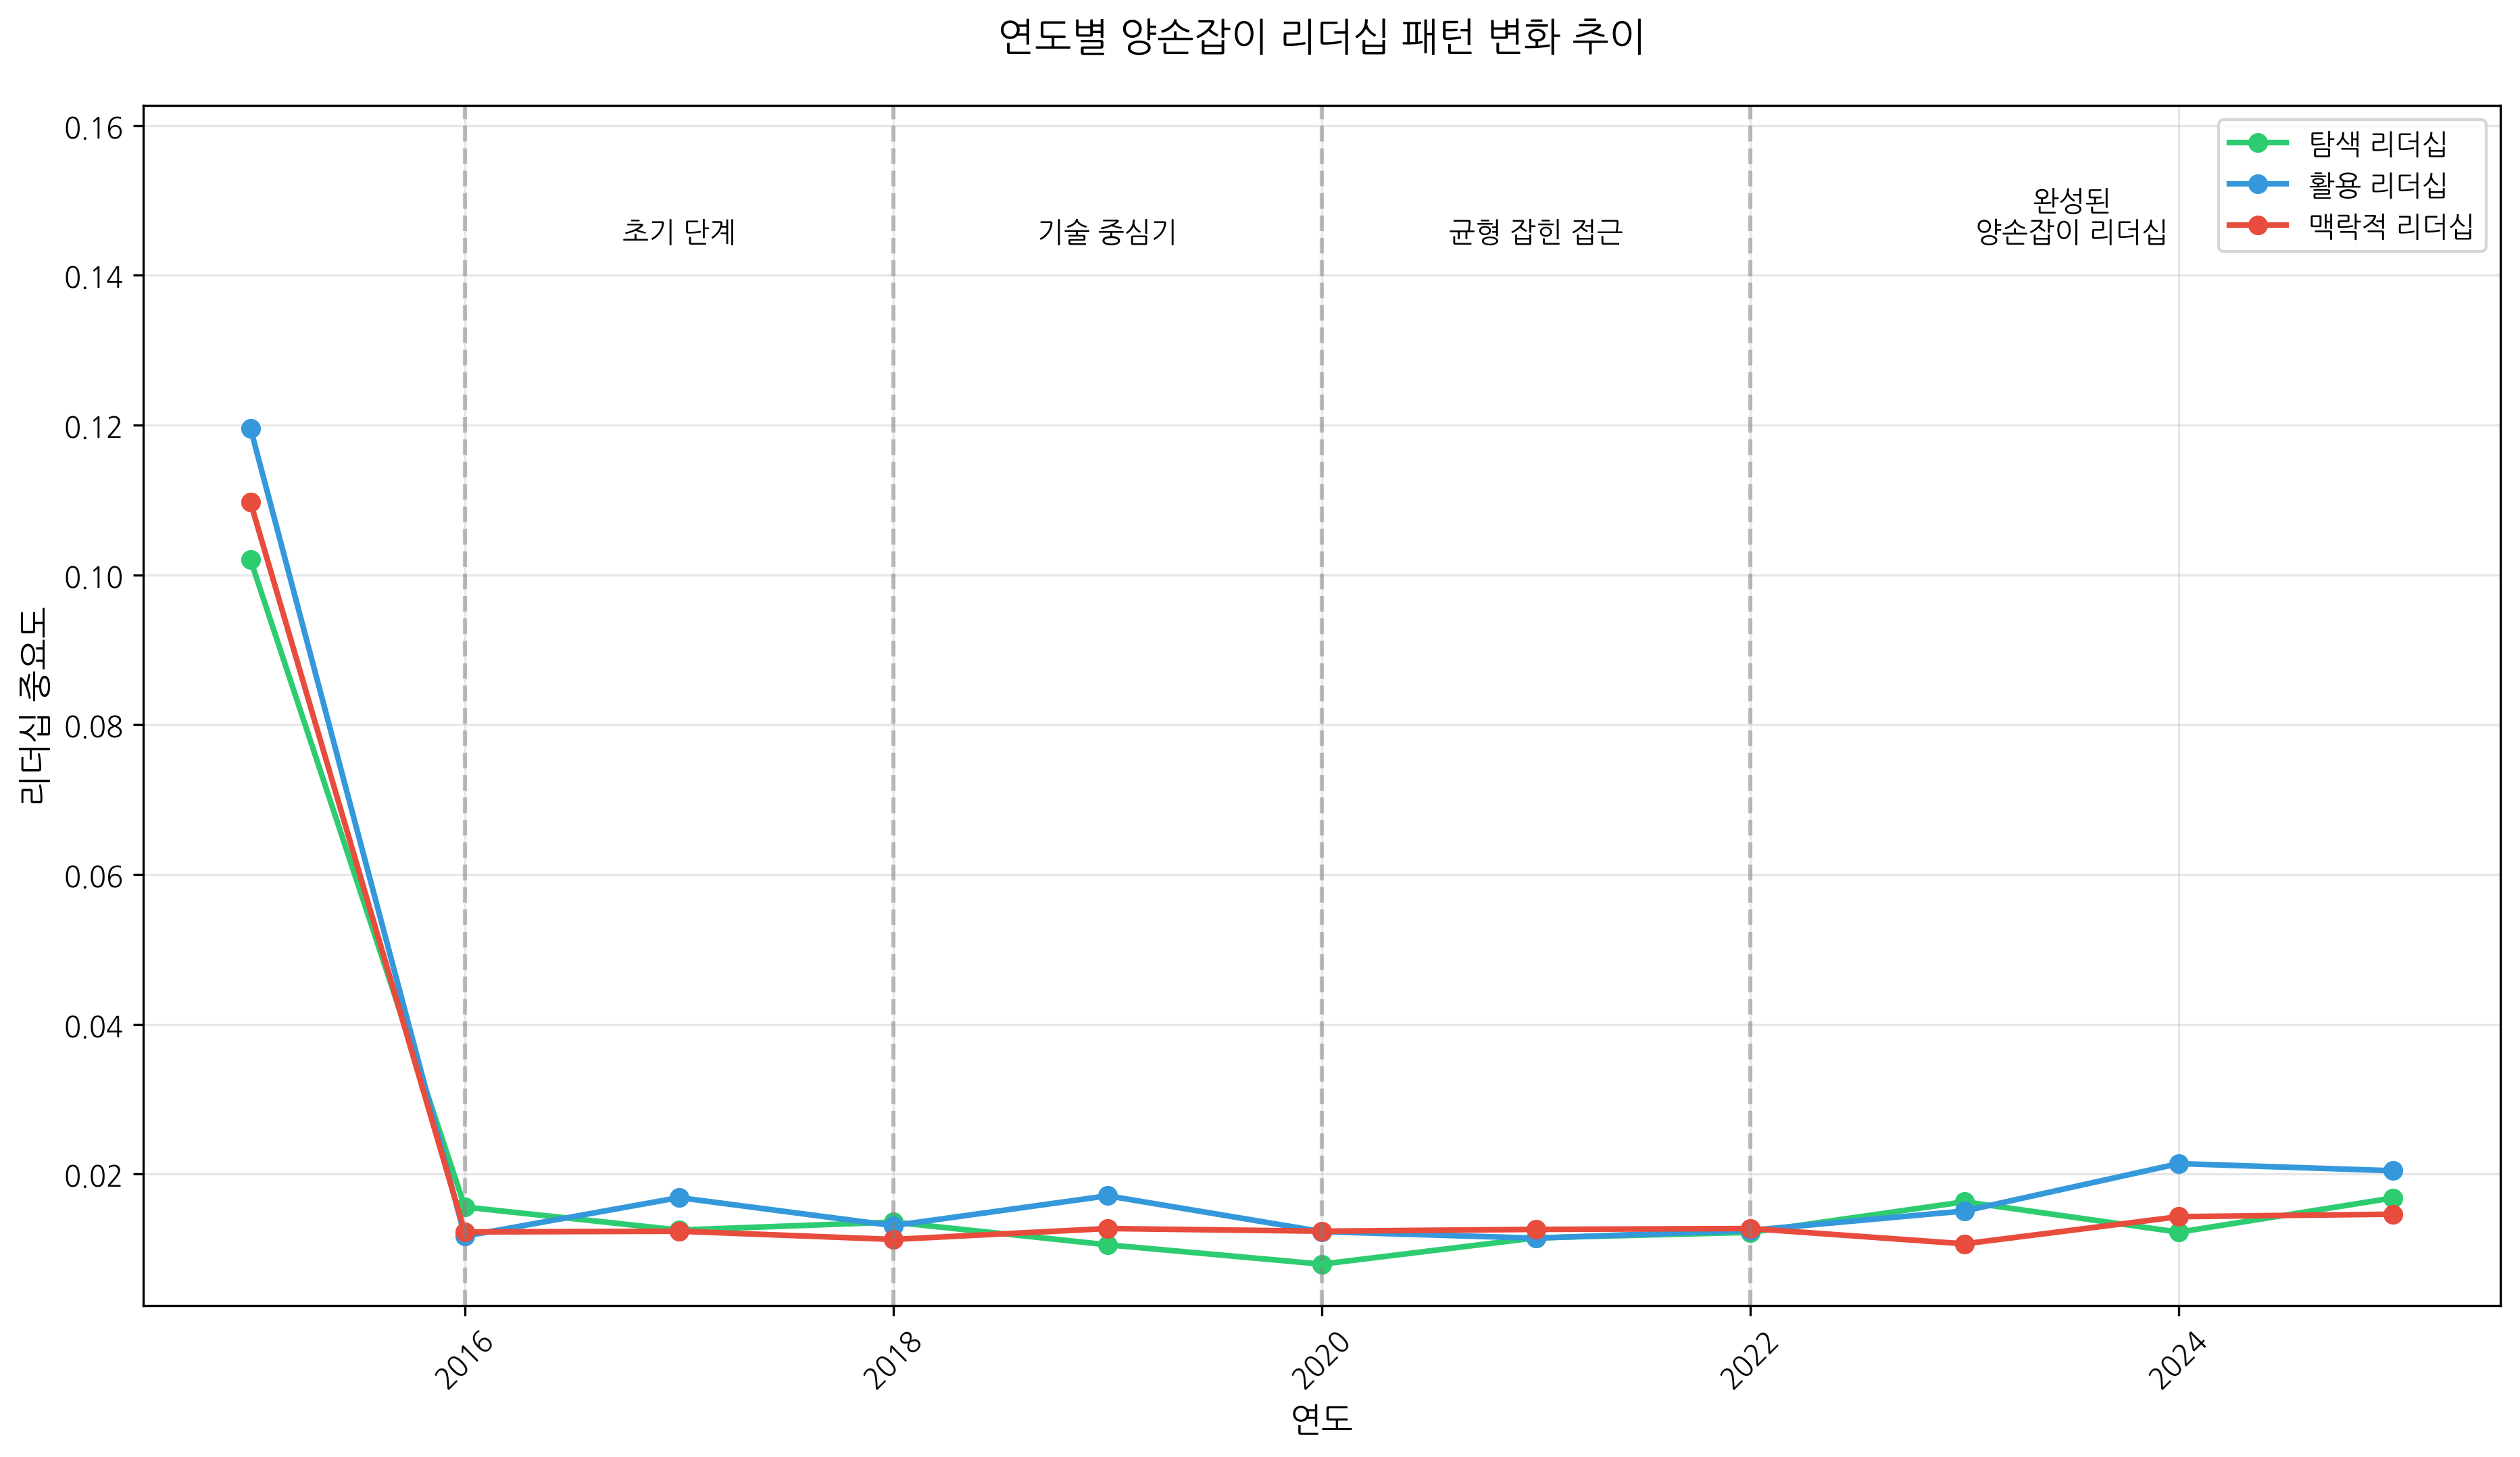 연도별 양손잡이 리더십 패턴 변화 추이
0.16
0.14
0.12
0.10
0.08
0.06
0.04
0.02
리더십 중요도
초기 단계
기술 중심기
균형 잡힌 접근
완성된
양손잡이 리더십
탐색 리더십
활용 리더십
맥락적 리더십
2016
2018
2020
2022
2024
연도